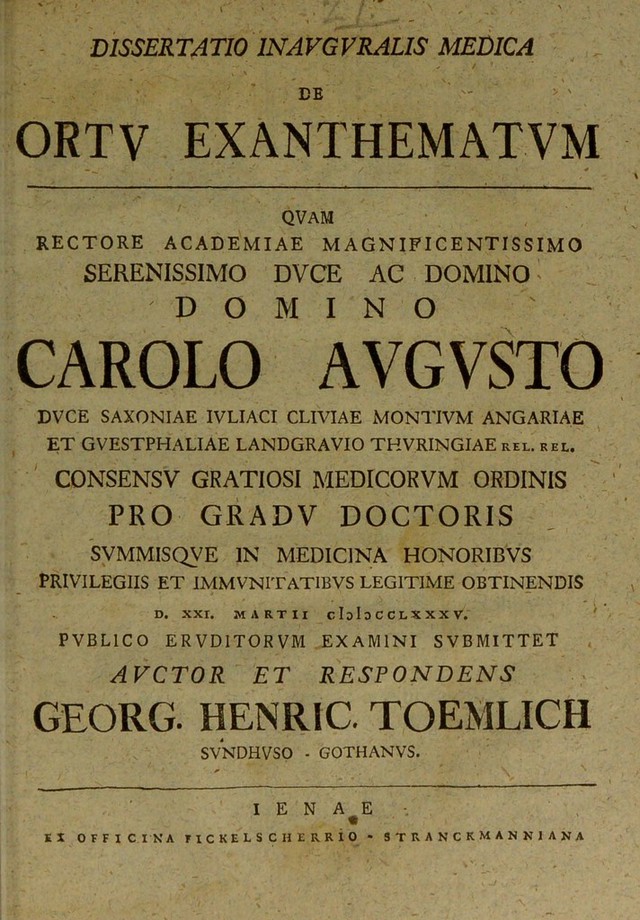 DISSERTATIO INAVGVRALIS MEDICA
DE
ORTV EXANTHEMATVM
QVAM
RECTORE ACADEMIAE MAGNIFICENTISSIMO
SERENISSIMO DVCE AC DOMINO
DOMINO
CAROLO AVGVSTO
DVCE SAXONIAE IVLIACI CLIVIAE MONTIVM ANGARIAE
ET GVESTPHALIAE LANDGRAVIO THVRINGIAE REL. REL.
CONSENSV GRATIOSI MEDICORVM ORDINIS
PRO GRADV DOCTORIS
SVMMISQVE IN MEDICINA HONORIBVS
PRIVILEGIIS ET IMMVNITATIBVS LEGITIME OBTINENDIS
D. XXI. MARTII cIↄIↄCCLXXXV.
PVBLICO ERVDITORVM EXAMINI SVBMITTET
AVCTOR ET RESPONDENS
GEORG. HENRIC. TOEMLICH
SVNDHVSO - GOTHANVS.
IENAE
EX OFFICINA FICKELSCHERRIO - STRANCKMANNIANA